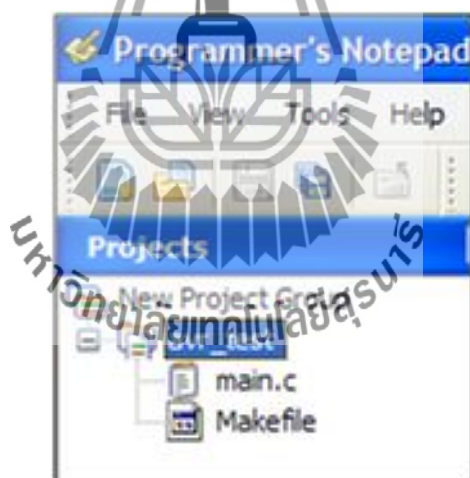 Programmer's Notepad
File View Tools Help
Projects
New Project Group
avr_test
main.c
Makefile
มหาวิทยาลัยเทคโนโลยีสุรนารี